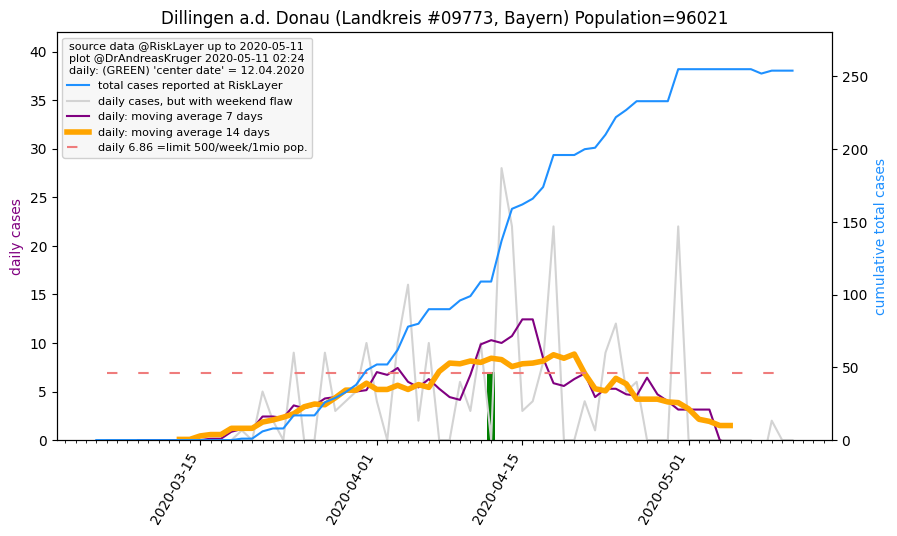 Dillingen a.d. Donau (Landkreis #09773, Bayern) Population=96021
source data @RiskLayer up to 2020-05-11
plot @DrAndreasKruger 2020-05-11 02:24
daily: (GREEN) 'center date' = 12.04.2020
total cases reported at RiskLayer
daily cases, but with weekend flaw
daily: moving average 7 days
daily: moving average 14 days
daily 6.86 =limit 500/week/1mio pop.
daily cases
40
35
30
25
20
15
10
5
0
cumulative total cases
250
200
150
100
50
0
2020-03-15
2020-04-01
2020-04-15
2020-05-01